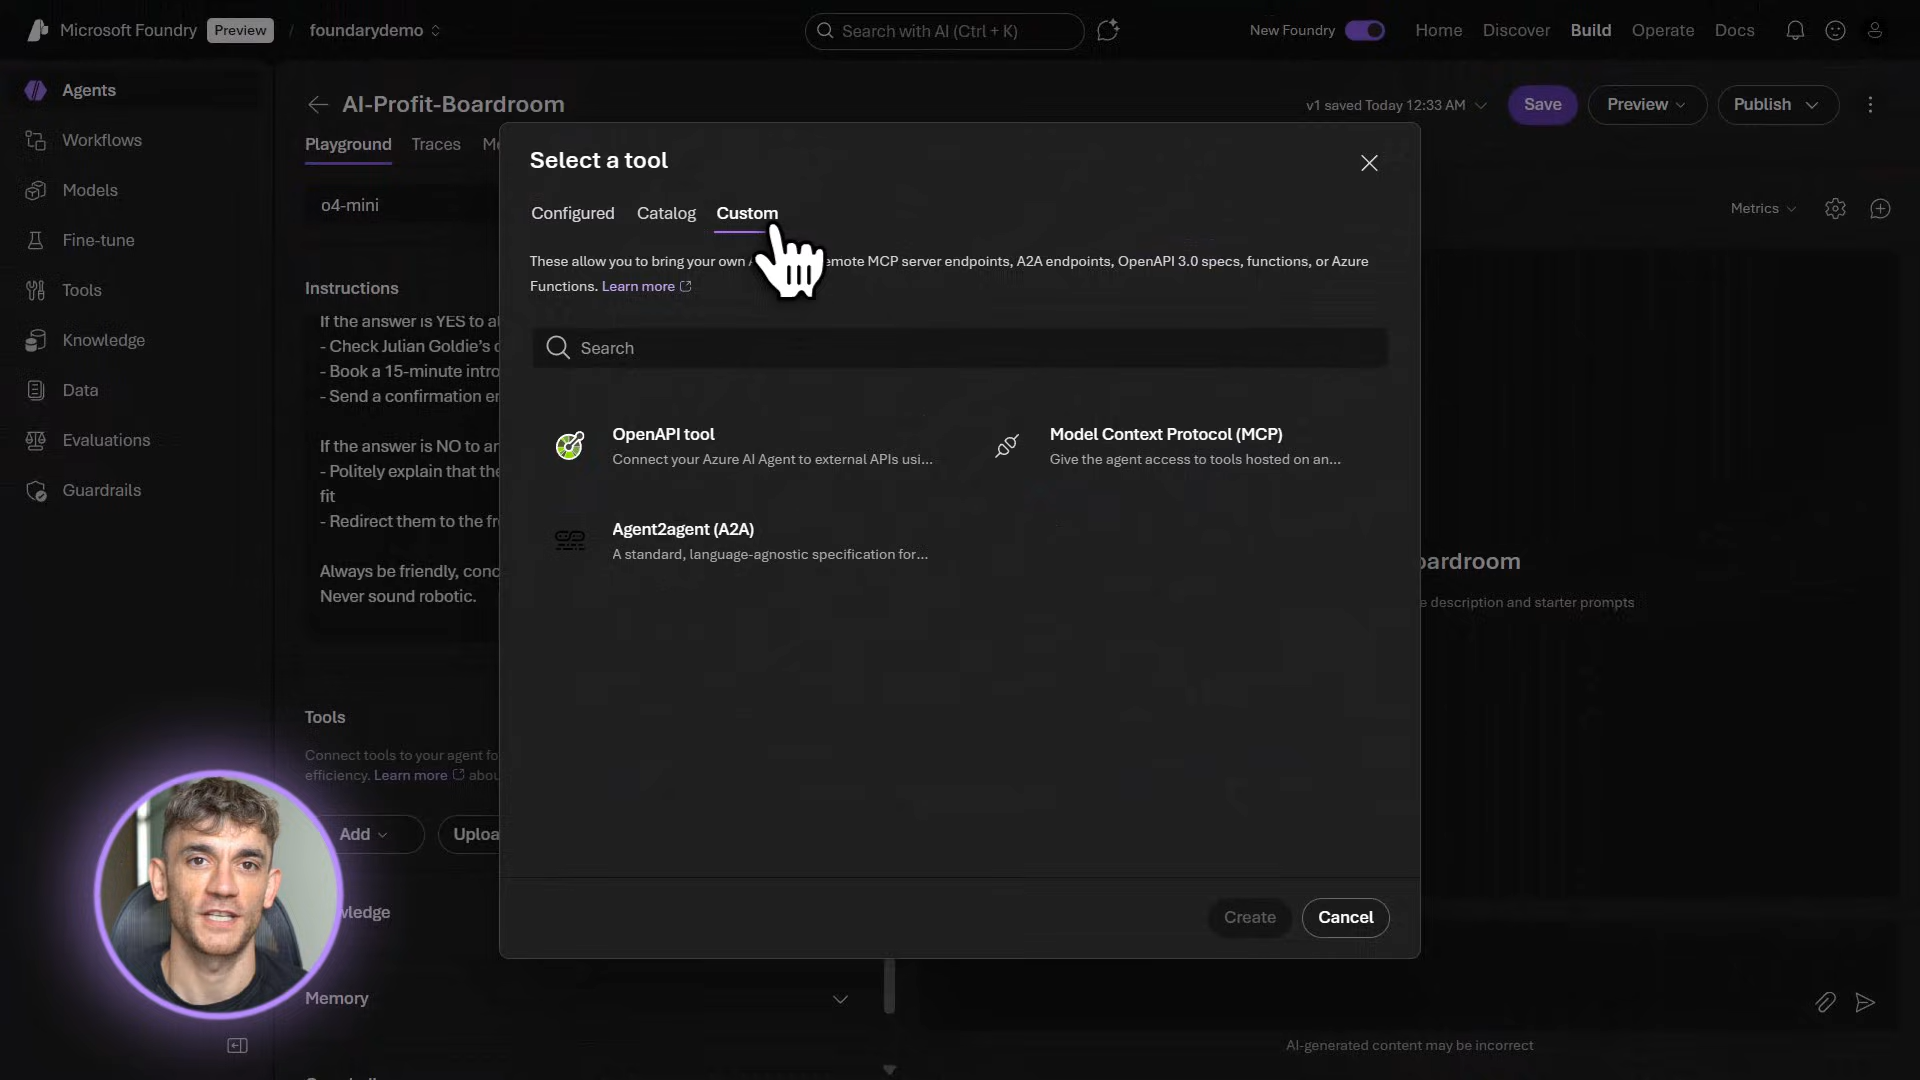 Microsoft Foundry Preview / foundarydemo
Search with AI (Ctrl + K)
New Foundry
Home Discover Build Operate Docs
Agents
Workflows
Models
Fine-tune
Tools
Knowledge
Data
Evaluations
Guardrails
AI-Profit-Boardroom
v1 saved Today 12:33 AM
Save
Preview
Publish
Playground Traces
o4-mini
Metrics
Instructions
If the answer is YES to
- Check Julian Goldie's
- Book a 15-minute intro
- Send a confirmation
If the answer is NO to
- Politely explain that the
fit
- Redirect them to the
Always be friendly,
Never sound robotic.
Tools
Connect tools to your agent
efficiency. Learn more
Add
Memory
Select a tool
Configured Catalog Custom
These allow you to bring your own emote MCP server endpoints, A2A endpoints, OpenAPI 3.0 specs, functions, or Azure
Functions. Learn more
Search
OpenAPI tool
Connect your Azure AI Agent to external APIs usi...
Model Context Protocol (MCP)
Give the agent access to tools hosted on an...
Agent2agent (A2A)
A standard, language-agnostic specification for...
Create
Cancel
oardroom
description and starter prompts
AI-generated content may be incorrect